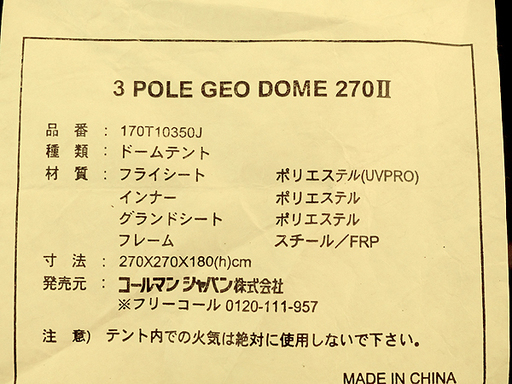 3 POLE GEO DOME 270Ⅱ
品 番 : 170T10350J
種 類 : ドームテント
材 質 : フライシート ポリエステル(UVPRO)
インナー ポリエステル
グランドシート ポリエステル
フレーム スチール／FRP
寸 法 : 270X270X180(h)cm
発売元 : コールマン ジャパン株式会社
※フリーコール 0120-111-957
注 意) テント内での火気は絶対に使用しないで下さい。
MADE IN CHINA